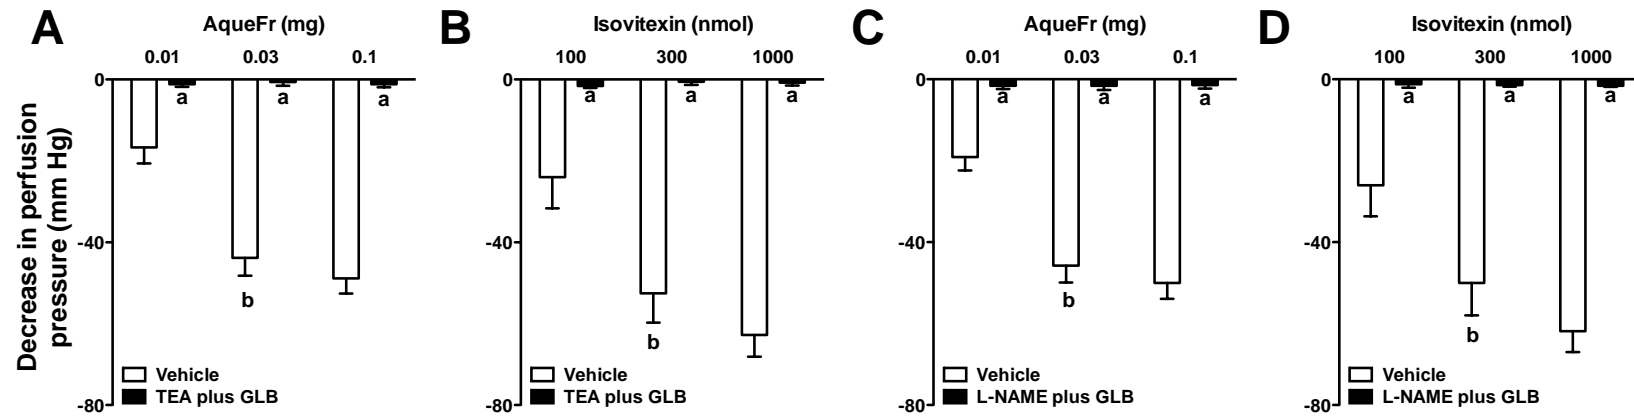 A
AqueFr (mg)
0.01 0.03 0.1
0
-40
-80
Decrease in perfusion
pressure (mm Hg)
a a a
b
Vehicle
TEA plus GLB
B
Isovitexin (nmol)
100 300 1000
0
-40
-80
a a a
b
Vehicle
TEA plus GLB
C
AqueFr (mg)
0.01 0.03 0.1
0
-40
-80
a a a
b
Vehicle
L-NAME plus GLB
D
Isovitexin (nmol)
100 300 1000
0
-40
-80
a a a
b
Vehicle
L-NAME plus GLB